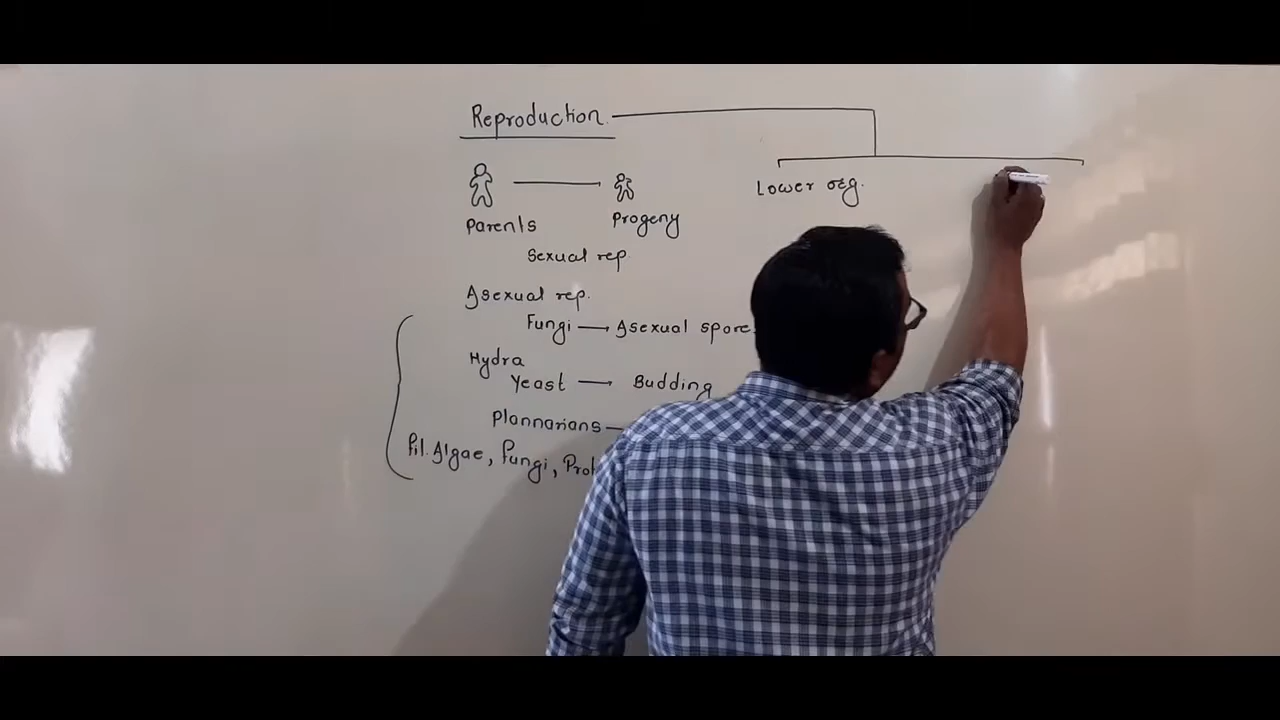 Reproduction.
Parents
Progeny
Sexual rep.
Asexual rep.
Fungi → Asexual spore
Hydra
Yeast → Budding
Plannarians
Fil. Algae, Fungi,
Lower org.